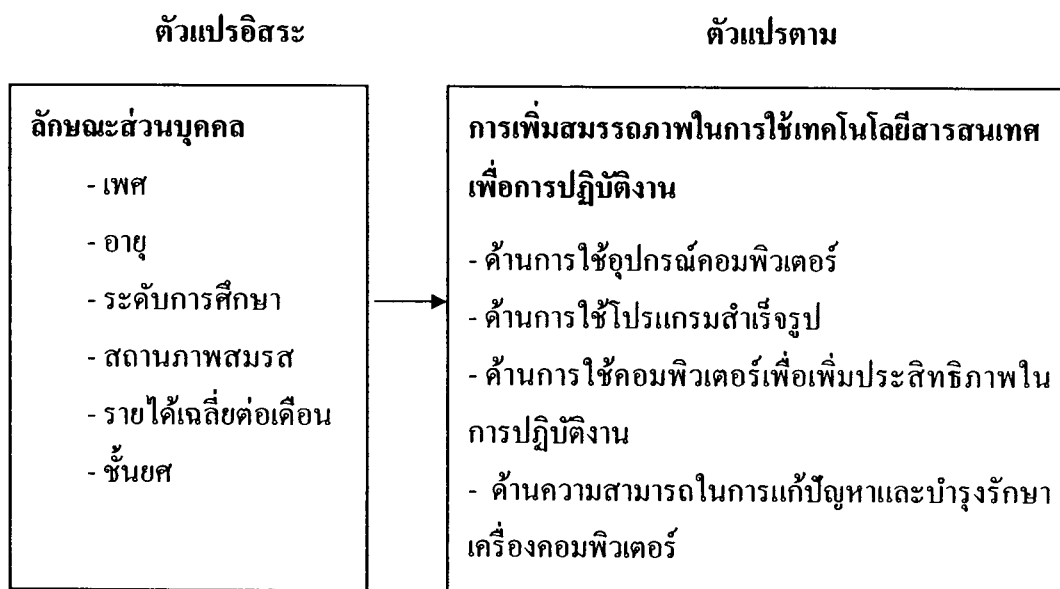 ตัวแปรอิสระ
ตัวแปรตาม
ลักษณะส่วนบุคคล
- เพศ
- อายุ
- ระดับการศึกษา
- สถานภาพสมรส
- รายได้เฉลี่ยต่อเดือน
- ชั้นยศ
การเพิ่มสมรรถภาพในการใช้เทคโนโลยีสารสนเทศ
เพื่อการปฏิบัติงาน
- ด้านการใช้อุปกรณ์คอมพิวเตอร์
- ด้านการใช้โปรแกรมสำเร็จรูป
- ด้านการใช้คอมพิวเตอร์เพื่อเพิ่มประสิทธิภาพใน
การปฏิบัติงาน
- ด้านความสามารถในการแก้ปัญหาและบำรุงรักษา
เครื่องคอมพิวเตอร์